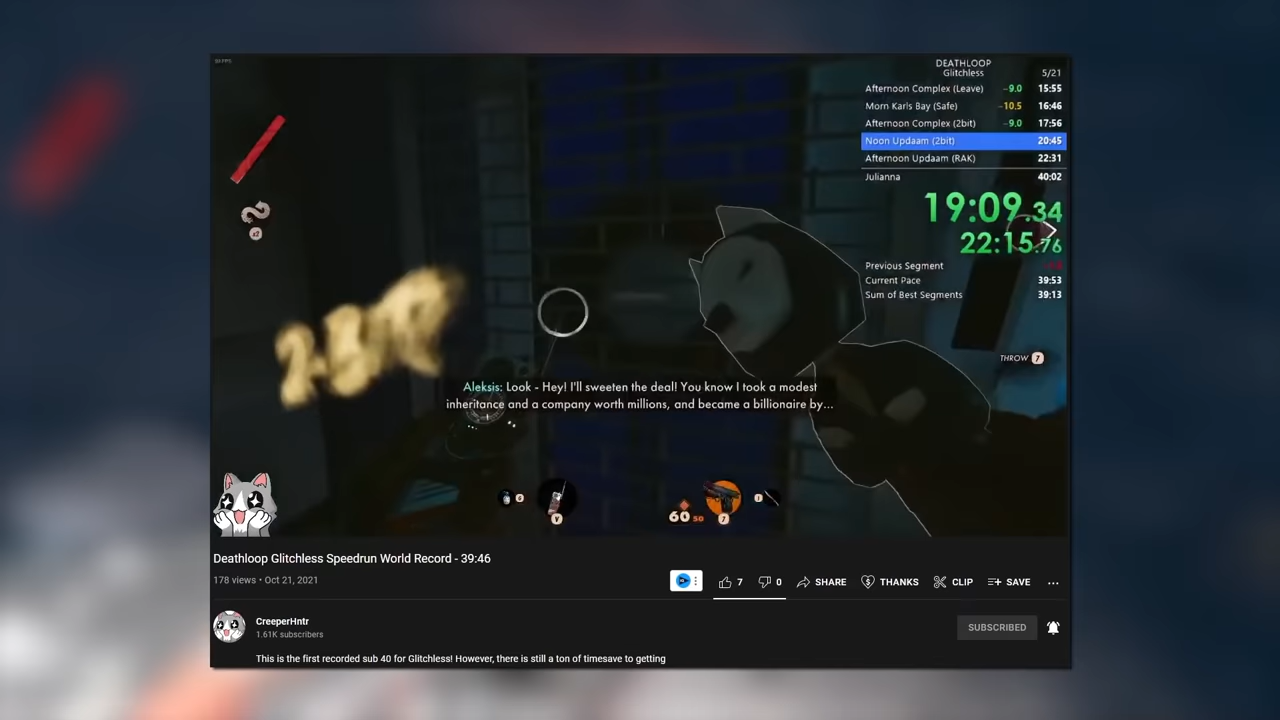 DEATHLOOP
Glitchless 5/21
Afternoon Complex (Leave) -9.0 15:55
Morn Karls Bay (Safe) -10.5 16:46
Afternoon Complex (2bit) -9.0 17:56
Noon Updaam (2bit) 20:45
Afternoon Updaam (RAK) 22:31
Julianna 40:02
19:09.34
22:15.76
Previous Segment
Current Pace 39:53
Sum of Best Segments 39:13
x2
2-BIT
THROW 7
Aleksis: Look - Hey! I'll sweeten the deal! You know I took a modest
inheritance and a company worth millions, and became a billionaire by...
60 50
V
7
Deathloop Glitchless Speedrun World Record - 39:46
178 views • Oct 21, 2021
7 0 SHARE THANKS CLIP SAVE
CreeperHntr
1.61K subscribers
SUBSCRIBED
This is the first recorded sub 40 for Glitchless! However, there is still a ton of timesave to getting